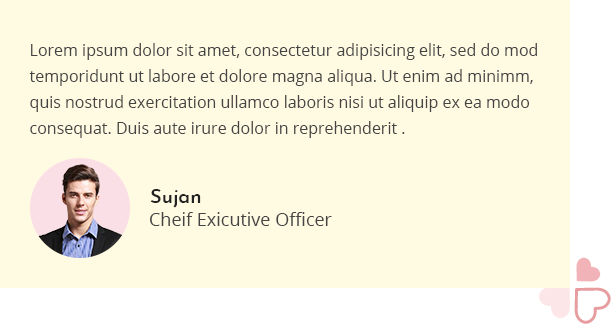 Lorem ipsum dolor sit amet, consectetur adipisicing elit, sed do mod
temporidunt ut labore et dolore magna aliqua. Ut enim ad minimm,
quis nostrud exercitation ullamco laboris nisi ut aliquip ex ea modo
consequat. Duis aute irure dolor in reprehenderit .
Sujan
Cheif Exicutive Officer